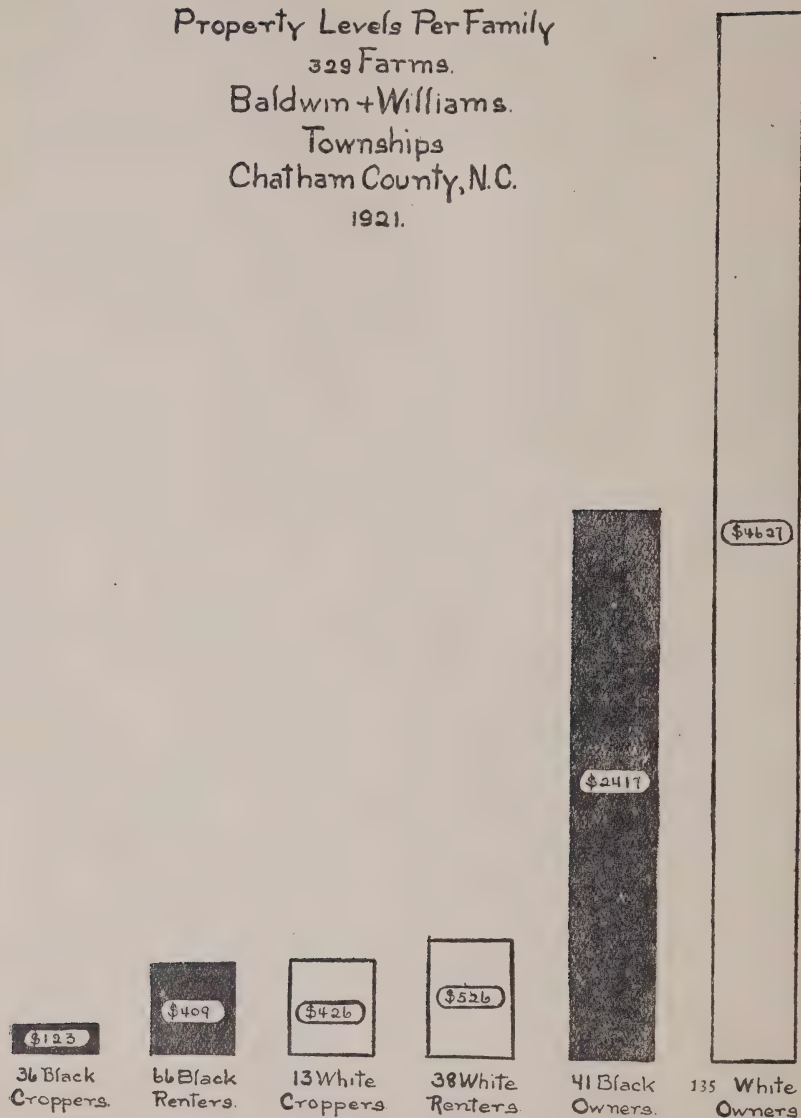 Property Levels Per Family
329 Farms.
Baldwin + Williams.
Townships
Chatham County, N.C.
1921.
$4627
$2417
$526
$426
$409
$123
36 Black
Croppers.
66 Black
Renters.
13 White
Croppers
38 White
Renters.
41 Black
Owners.
135 White
Owners